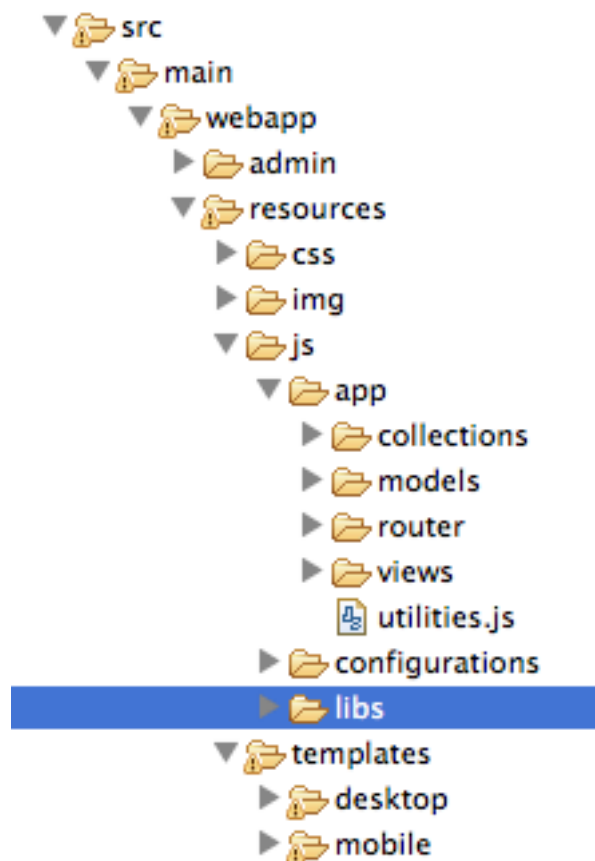 src
main
webapp
admin
resources
css
img
js
app
collections
models
router
views
utilities.js
configurations
libs
templates
desktop
mobile